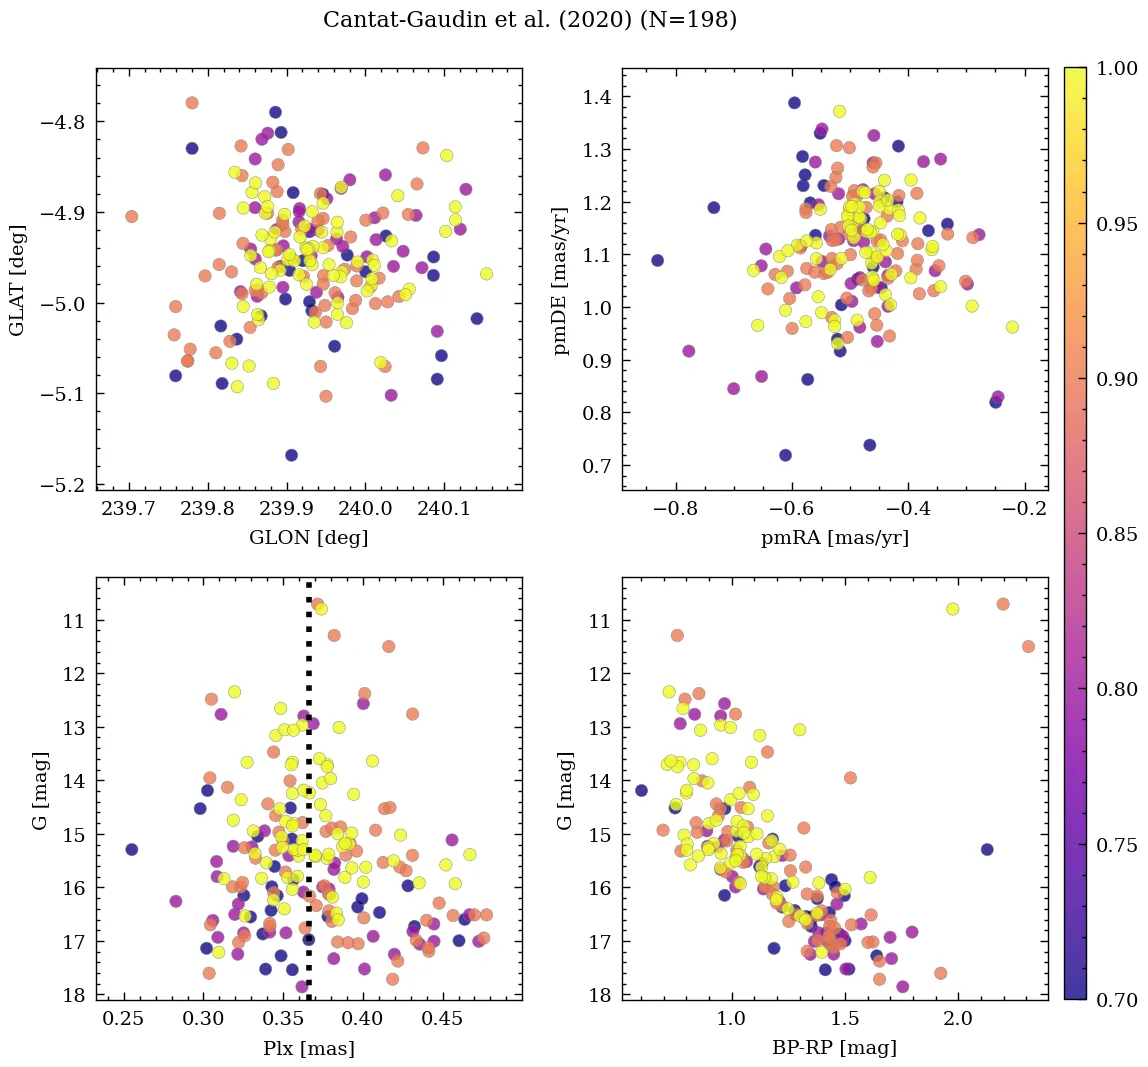 Cantat-Gaudin et al. (2020) (N=198)
−4.8
−4.9
−5.0
−5.1
−5.2
GLAT [deg]
239.7 239.8 239.9 240.0 240.1
GLON [deg]
1.4
1.3
1.2
1.1
1.0
0.9
0.8
0.7
pmDE [mas/yr]
−0.8 −0.6 −0.4 −0.2
pmRA [mas/yr]
11
12
13
14
15
16
17
18
G [mag]
0.25 0.30 0.35 0.40 0.45
Plx [mas]
11
12
13
14
15
16
17
18
G [mag]
1.0 1.5 2.0
BP-RP [mag]
1.00
0.95
0.90
0.85
0.80
0.75
0.70